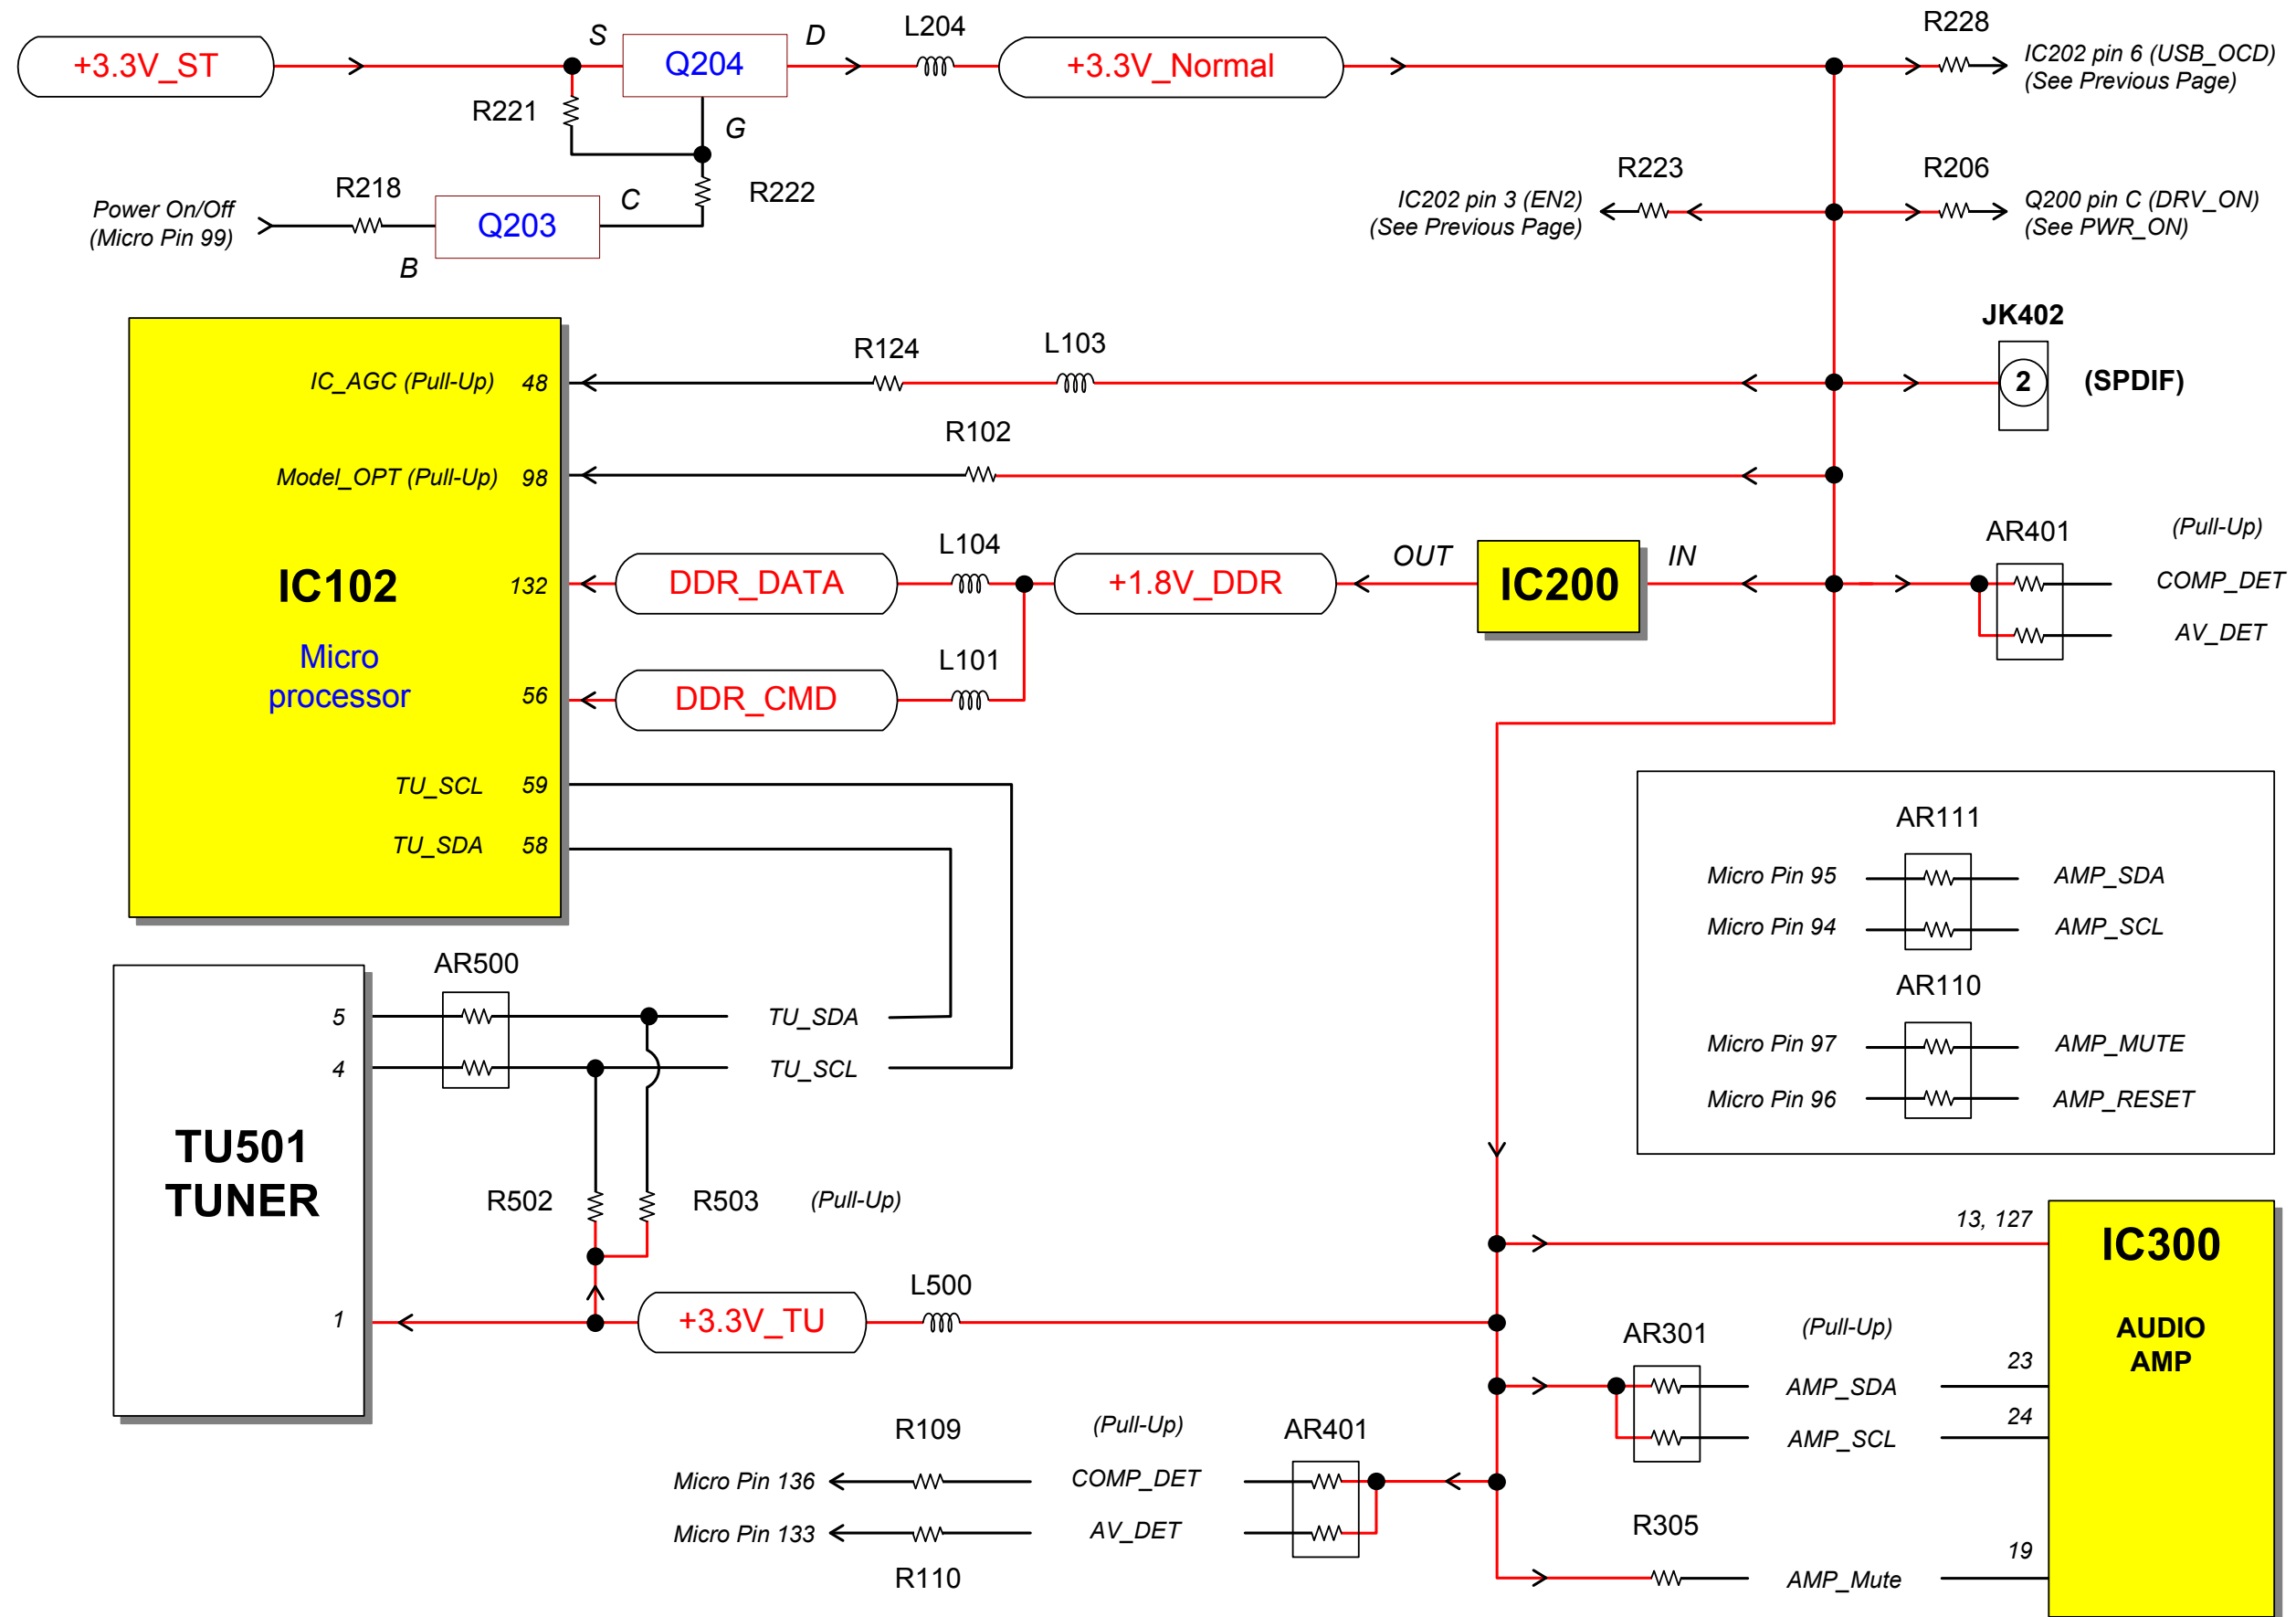 R228
L204
S
D
+3.3V_ST
Q204
+3.3V_Normal
IC202 pin 6 (USB_OCD)
(See Previous Page)
R221
G
R223
R206
R218
C
R222
Power On/Off
(Micro Pin 99)
Q203
B
IC202 pin 3 (EN2)
(See Previous Page)
Q200 pin C (DRV_ON)
(See PWR_ON)
JK402
R124
L103
IC_AGC (Pull-Up) 48
2
(SPDIF)
R102
Model_OPT (Pull-Up) 98
L104
OUT
IN
AR401
(Pull-Up)
IC102
132
DDR_DATA
+1.8V_DDR
IC200
COMP_DET
AV_DET
Micro
processor
L101
56
DDR_CMD
TU_SCL 59
TU_SDA 58
AR111
Micro Pin 95
AMP_SDA
Micro Pin 94
AMP_SCL
AR110
Micro Pin 97
AMP_MUTE
Micro Pin 96
AMP_RESET
AR500
5
TU_SDA
4
TU_SCL
TU501
TUNER
R502
R503
(Pull-Up)
13, 127
IC300
L500
1
+3.3V_TU
AUDIO
AMP
AR301
(Pull-Up)
23
AMP_SDA
24
AMP_SCL
R109
(Pull-Up)
AR401
Micro Pin 136
COMP_DET
Micro Pin 133
AV_DET
R110
R305
19
AMP_Mute